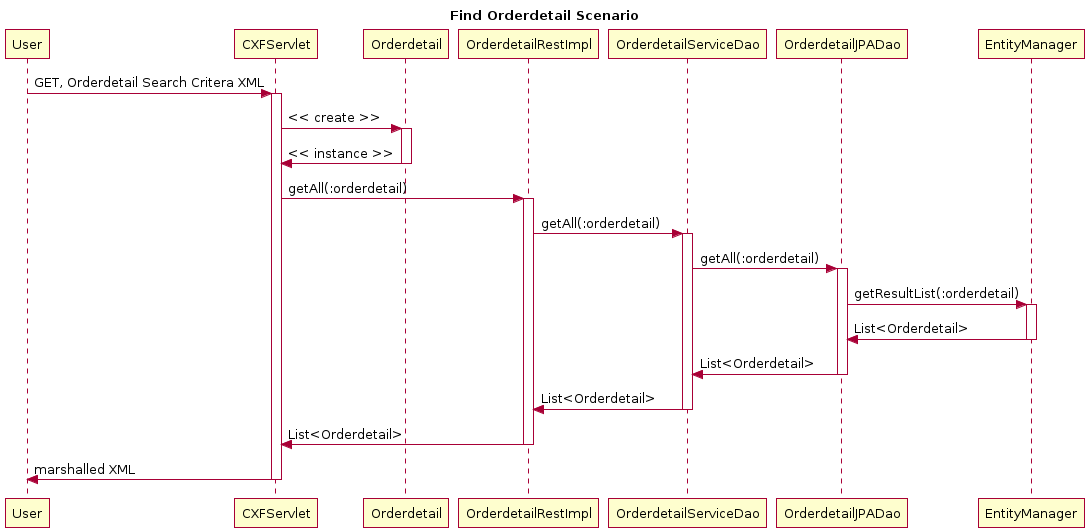 Find Orderdetail Scenario
User CXFServlet Orderdetail OrderdetailRestImpl OrderdetailServiceDao OrderdetailJPADao EntityManager
GET, Orderdetail Search Critera XML
<< create >>
<< instance >>
getAll(:orderdetail)
getAll(:orderdetail)
getAll(:orderdetail)
getResultList(:orderdetail)
List<Orderdetail>
List<Orderdetail>
List<Orderdetail>
List<Orderdetail>
marshalled XML
User CXFServlet Orderdetail OrderdetailRestImpl OrderdetailServiceDao OrderdetailJPADao EntityManager